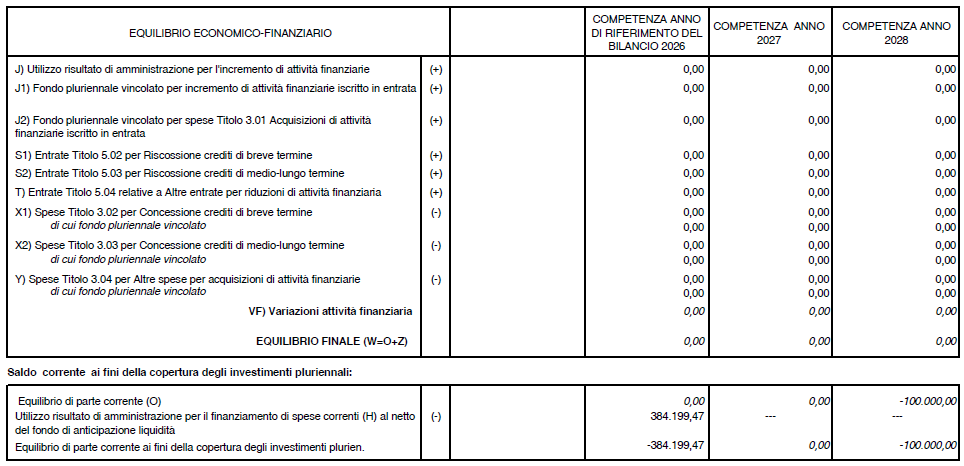 EQUILIBRIO ECONOMICO-FINANZIARIO COMPETENZA ANNO DI RIFERIMENTO DEL BILANCIO 2026 COMPETENZA ANNO 2027 COMPETENZA ANNO 2028
J) Utilizzo risultato di amministrazione per l'incremento di attività finanziarie (+) 0,00 0,00 0,00
J1) Fondo pluriennale vincolato per incremento di attività finanziarie iscritto in entrata (+) 0,00 0,00 0,00
J2) Fondo pluriennale vincolato per spese Titolo 3.01 Acquisizioni di attività (+) 0,00 0,00 0,00
finanziarie iscritto in entrata
S1) Entrate Titolo 5.02 per Riscossione crediti di breve termine (+) 0,00 0,00 0,00
S2) Entrate Titolo 5.03 per Riscossione crediti di medio-lungo termine (+) 0,00 0,00 0,00
T) Entrate Titolo 5.04 relative a Altre entrate per riduzioni di attività finanziaria (+) 0,00 0,00 0,00
X1) Spese Titolo 3.02 per Concessione crediti di breve termine (-) 0,00 0,00 0,00
di cui fondo pluriennale vincolato 0,00 0,00 0,00
X2) Spese Titolo 3.03 per Concessione crediti di medio-lungo termine (-) 0,00 0,00 0,00
di cui fondo pluriennale vincolato 0,00 0,00 0,00
Y) Spese Titolo 3.04 per Altre spese per acquisizioni di attività finanziarie (-) 0,00 0,00 0,00
di cui fondo pluriennale vincolato 0,00 0,00 0,00
VF) Variazioni attività finanziaria 0,00 0,00 0,00
EQUILIBRIO FINALE (W=O+Z) 0,00 0,00 0,00
Saldo corrente ai fini della copertura degli investimenti pluriennali:
Equilibrio di parte corrente (O) 0,00 0,00 -100.000,00
Utilizzo risultato di amministrazione per il finanziamento di spese correnti (H) al netto (-) 384.199,47 --- ---
del fondo di anticipazione liquidità
Equilibrio di parte corrente ai fini della copertura degli investimenti plurien. -384.199,47 0,00 -100.000,00